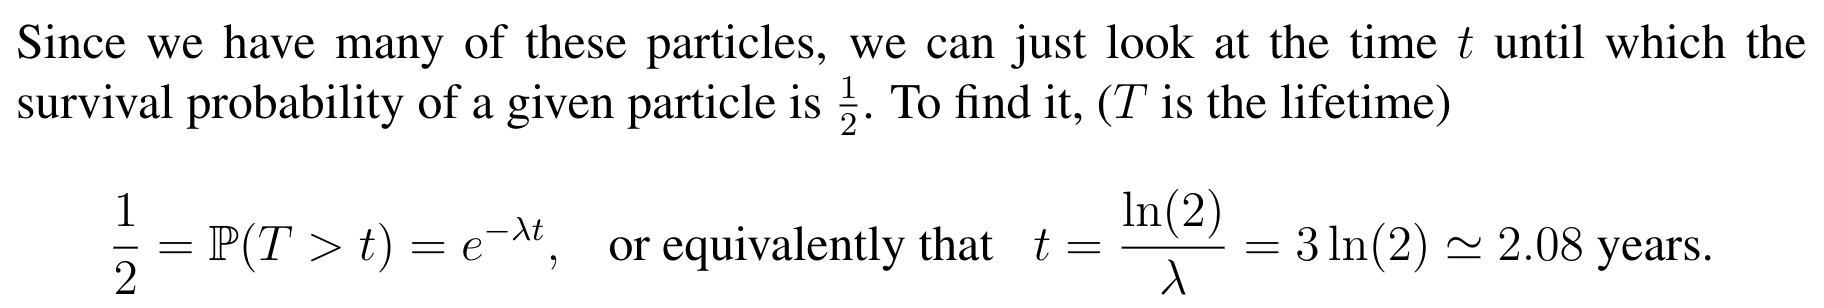 Since we have many of these particles, we can just look at the time t until which the
survival probability of a given particle is 1/2. To find it, (T is the lifetime)
1/2 = ℙ(T > t) = e^{−λt}, or equivalently that t = ln(2)/λ = 3 ln(2) ≃ 2.08 years.